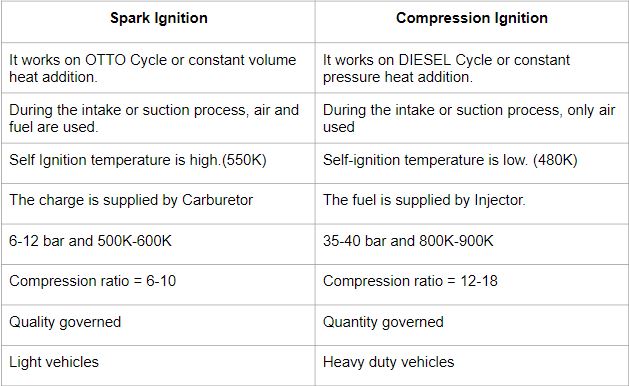 Spark Ignition
Compression Ignition
It works on OTTO Cycle or constant volume
heat addition.
It works on DIESEL Cycle or constant
pressure heat addition.
During the intake or suction process, air and
fuel are used.
During the intake or suction process, only air
used
Self Ignition temperature is high.(550K)
Self-ignition temperature is low. (480K)
The charge is supplied by Carburetor
The fuel is supplied by Injector.
6-12 bar and 500K-600K
35-40 bar and 800K-900K
Compression ratio = 6-10
Compression ratio = 12-18
Quality governed
Quantity governed
Light vehicles
Heavy duty vehicles